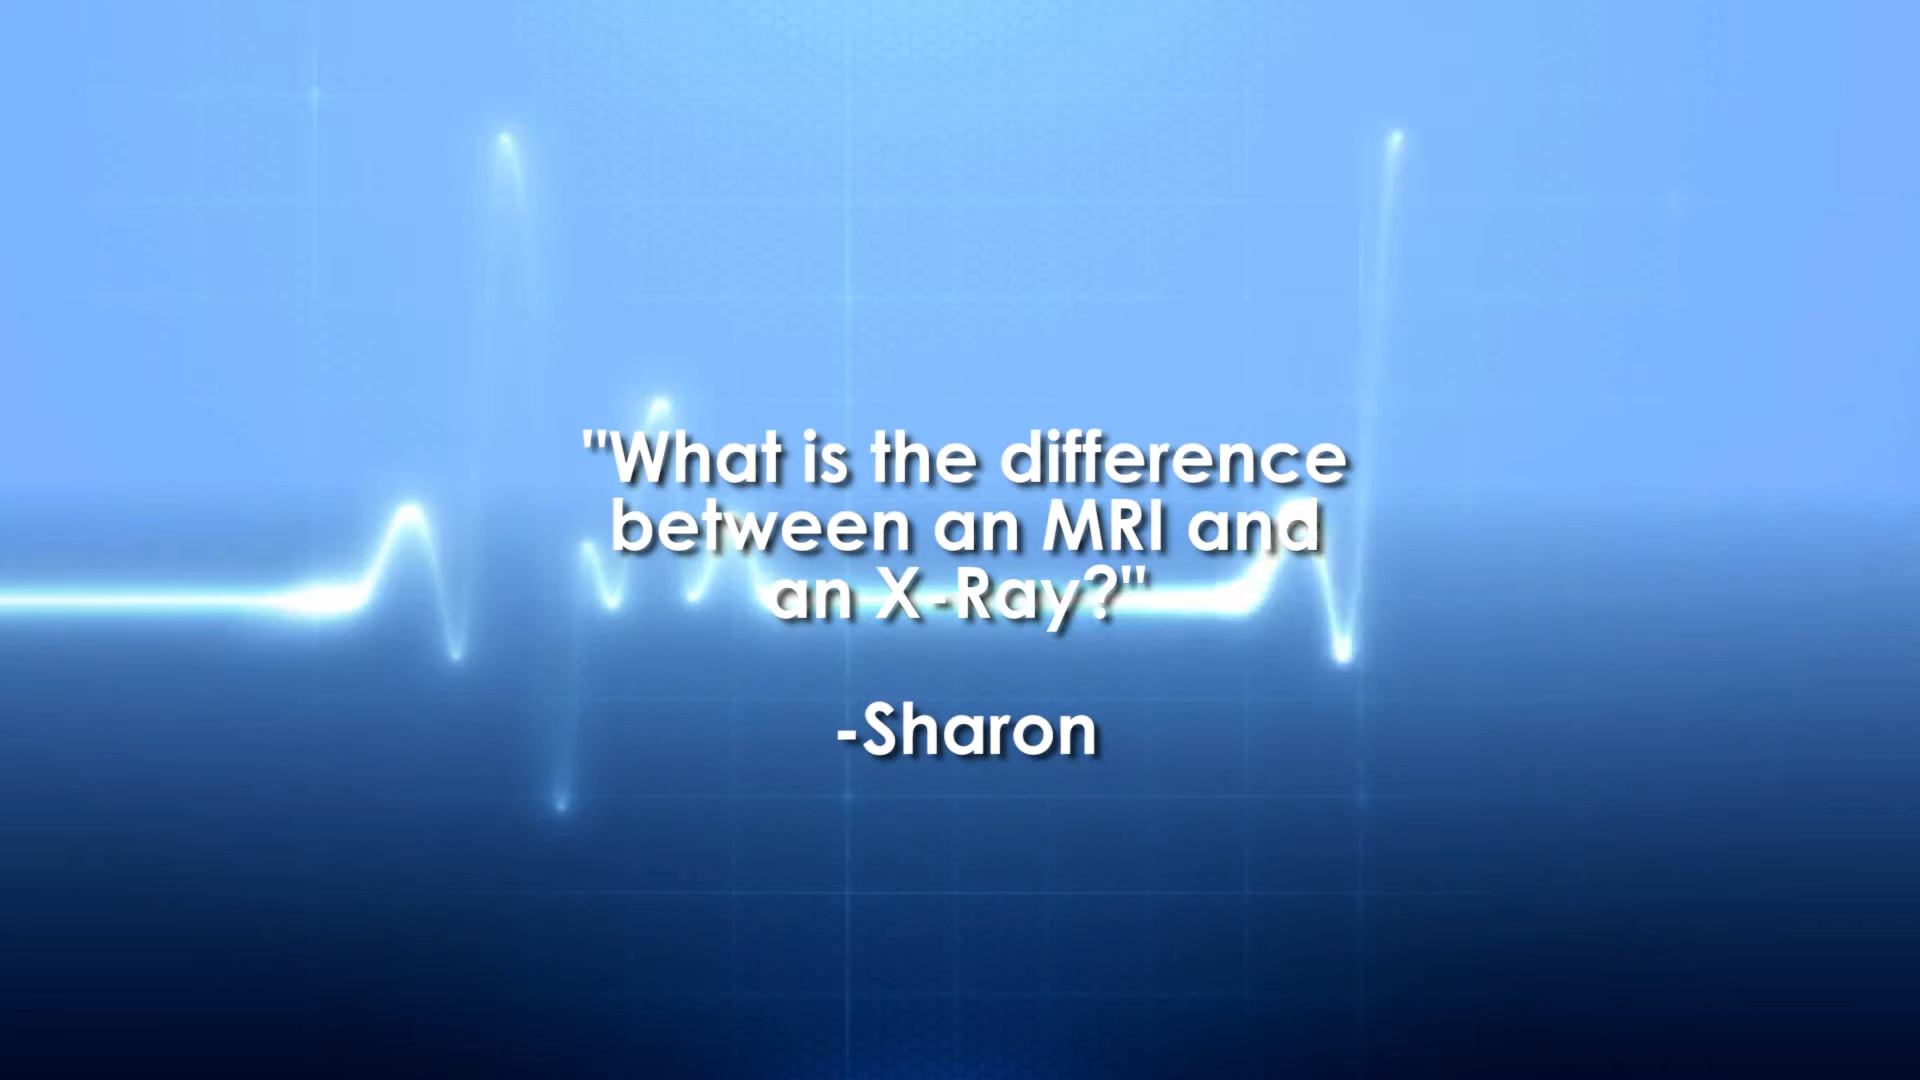 "What is the difference
between an MRI and
an X-Ray?"
-Sharon